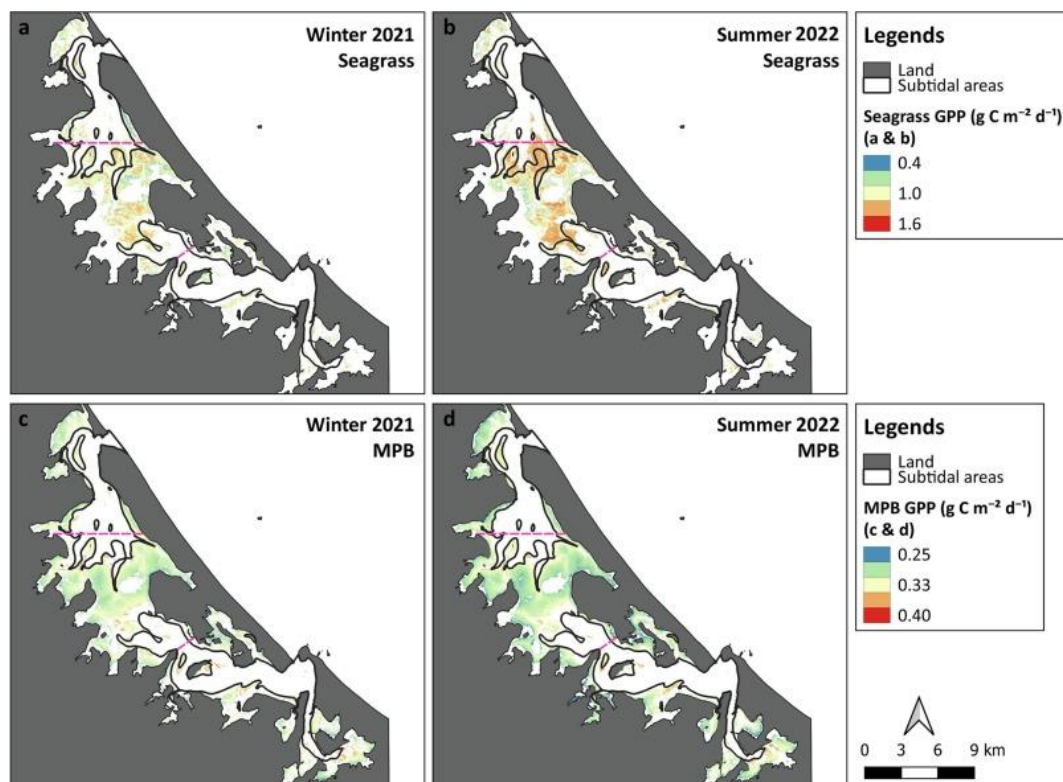 a
Winter 2021
Seagrass
b
Summer 2022
Seagrass
Legends
Land
Subtidal areas
Seagrass GPP (g C m⁻² d⁻¹)
(a & b)
0.4
1.0
1.6
c
Winter 2021
MPB
d
Summer 2022
MPB
Legends
Land
Subtidal areas
MPB GPP (g C m⁻² d⁻¹)
(c & d)
0.25
0.33
0.40
0 3 6 9 km